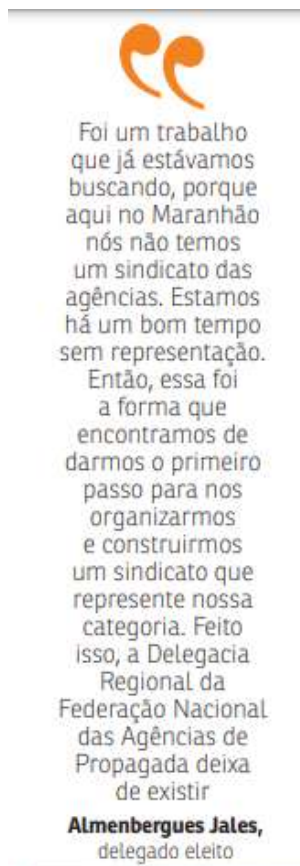 Foi um trabalho
que já estávamos
buscando, porque
aqui no Maranhão
nós não temos
um sindicato das
agências. Estamos
há um bom tempo
sem representação.
Então, essa foi
a forma que
encontramos de
darmos o primeiro
passo para nos
organizarmos
e construirmos
um sindicato que
represente nossa
categoria. Feito
isso, a Delegacia
Regional da
Federação Nacional
das Agências de
Propagada deixa
de existir
Almenbergues Jales,
delegado eleito